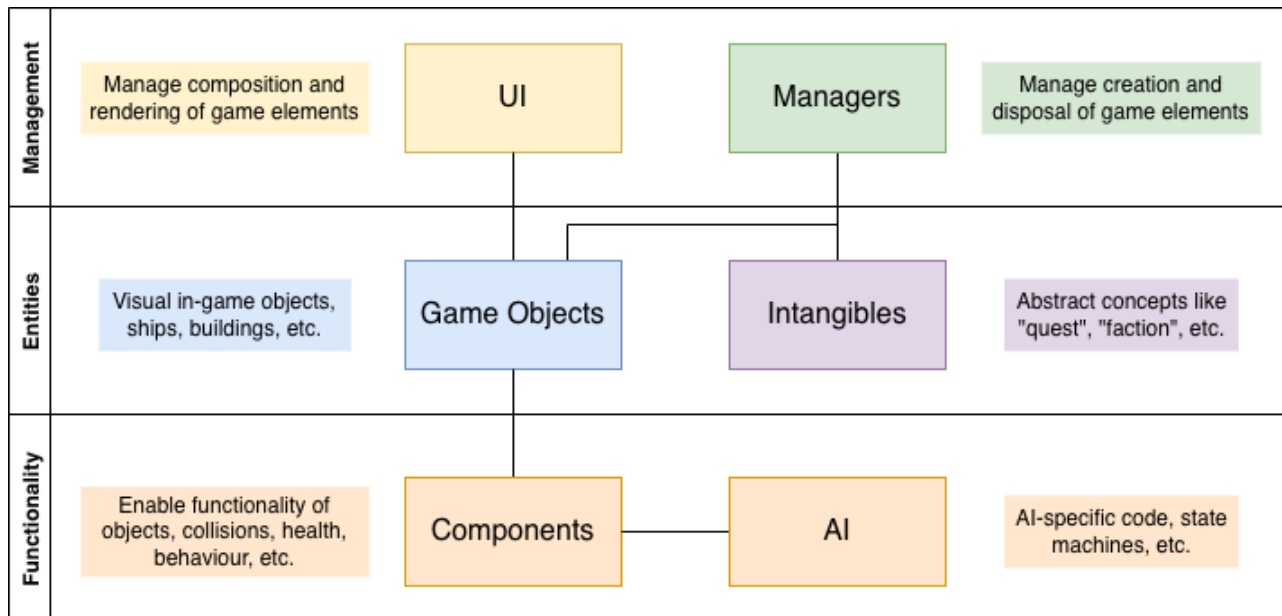 Management
Manage composition and
rendering of game elements
UI
Managers
Manage creation and
disposal of game elements
Entities
Visual in-game objects,
ships, buildings, etc.
Game Objects
Intangibles
Abstract concepts like
"quest", "faction", etc.
Functionality
Enable functionality of
objects, collisions, health,
behaviour, etc.
Components
AI
AI-specific code, state
machines, etc.